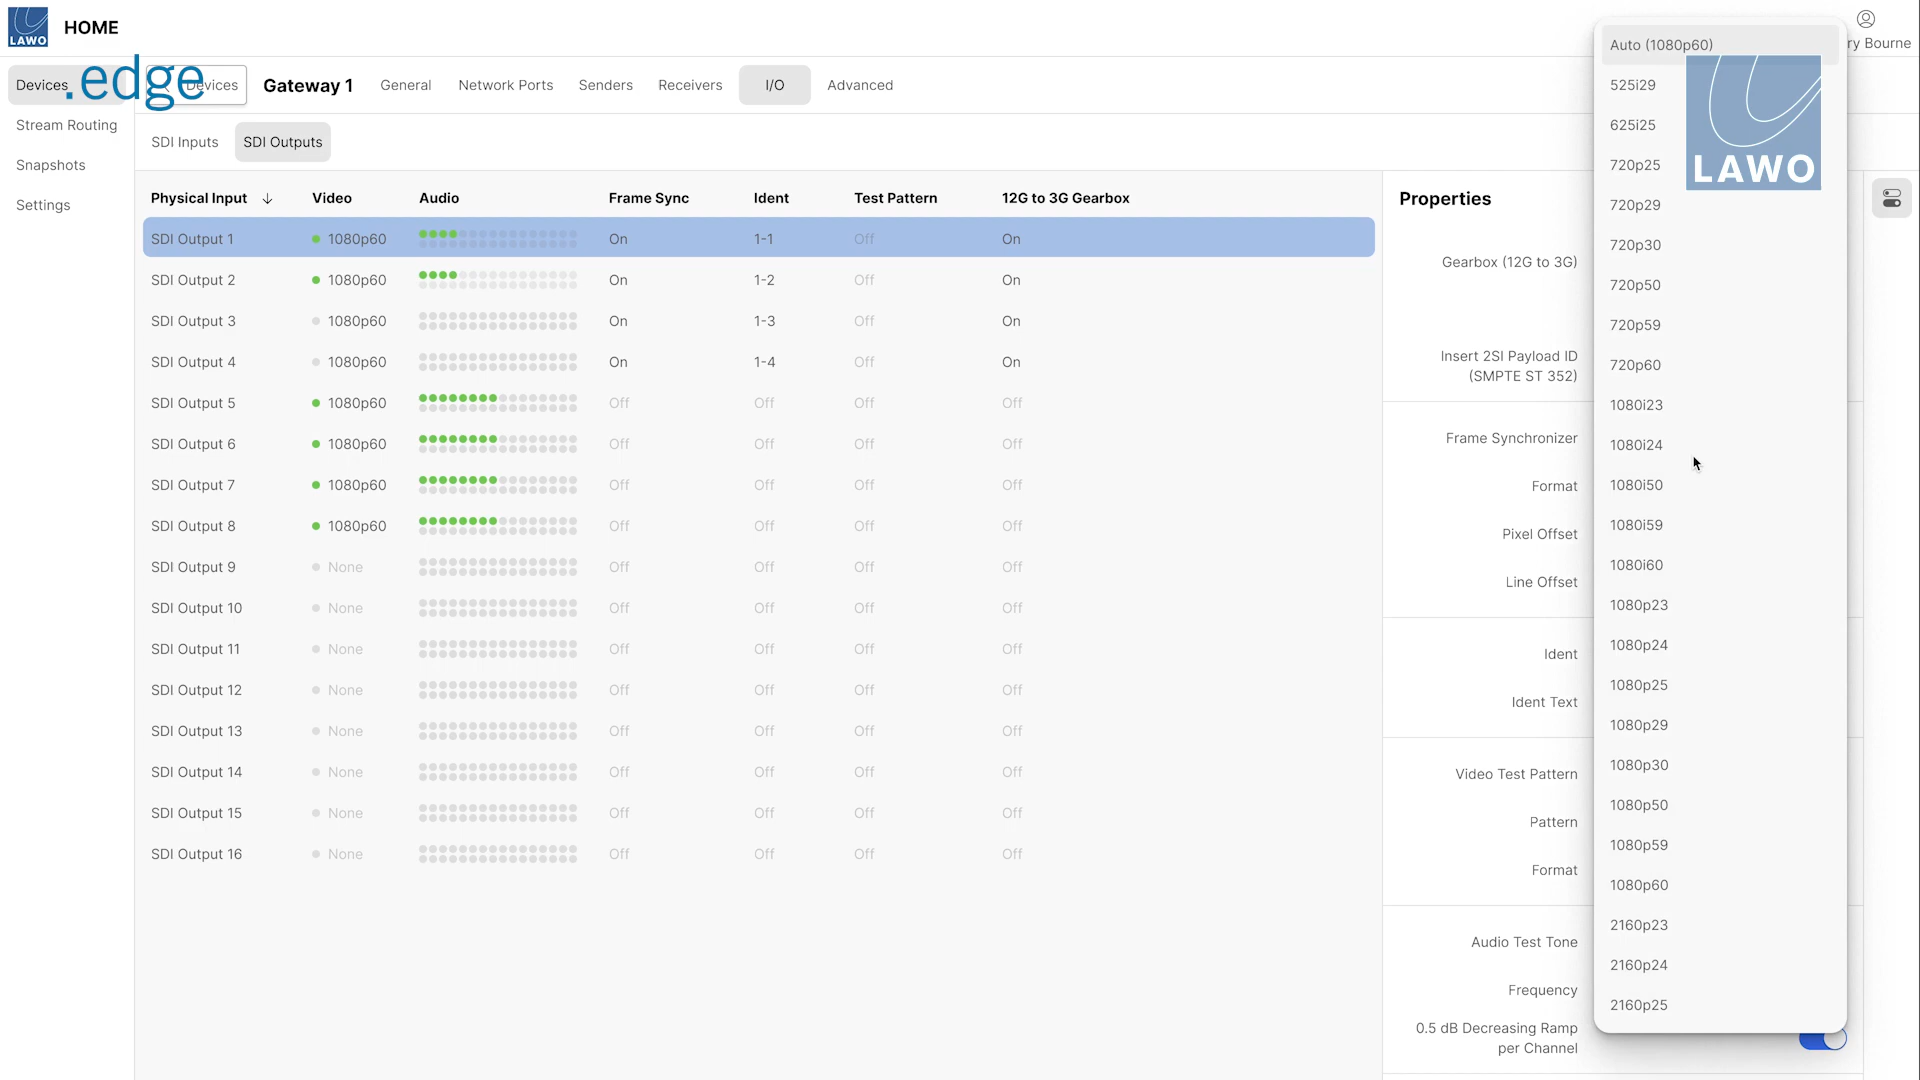 LAWO
HOME
ry Bourne
Devices
.edge
Devices
Gateway 1
General
Network Ports
Senders
Receivers
I/O
Advanced
Stream Routing
Snapshots
Settings
SDI Inputs
SDI Outputs
Physical Input Video Audio Frame Sync Ident Test Pattern 12G to 3G Gearbox
SDI Output 1 1080p60 On 1-1 Off On
SDI Output 2 1080p60 On 1-2 Off On
SDI Output 3 1080p60 On 1-3 Off On
SDI Output 4 1080p60 On 1-4 Off On
SDI Output 5 1080p60 Off Off Off Off
SDI Output 6 1080p60 Off Off Off Off
SDI Output 7 1080p60 Off Off Off Off
SDI Output 8 1080p60 Off Off Off Off
SDI Output 9 None Off Off Off Off
SDI Output 10 None Off Off Off Off
SDI Output 11 None Off Off Off Off
SDI Output 12 None Off Off Off Off
SDI Output 13 None Off Off Off Off
SDI Output 14 None Off Off Off Off
SDI Output 15 None Off Off Off Off
SDI Output 16 None Off Off Off Off
Properties
Gearbox (12G to 3G)
Insert 2SI Payload ID
(SMPTE ST 352)
Frame Synchronizer
Format
Pixel Offset
Line Offset
Ident
Ident Text
Video Test Pattern
Pattern
Format
Audio Test Tone
Frequency
0.5 dB Decreasing Ramp
per Channel
Auto (1080p60)
525i29
625i25
720p25
720p29
720p30
720p50
720p59
720p60
1080i23
1080i24
1080i50
1080i59
1080i60
1080p23
1080p24
1080p25
1080p29
1080p30
1080p50
1080p59
1080p60
2160p23
2160p24
2160p25
LAWO